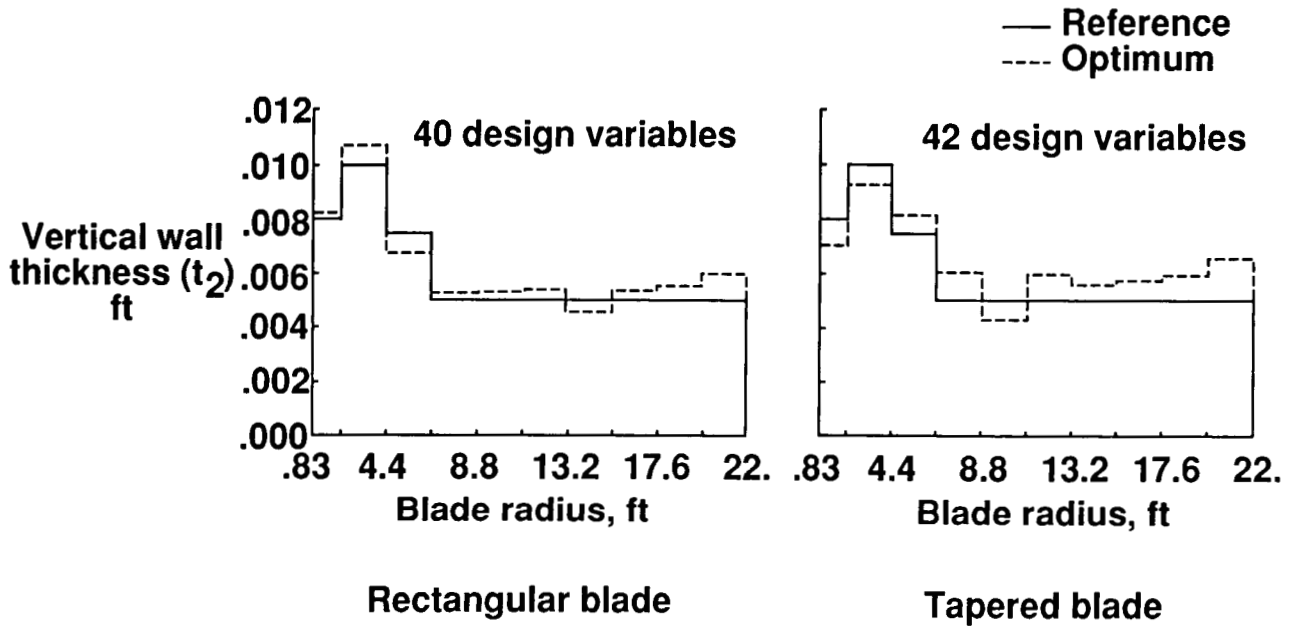 Reference
Optimum
Vertical wall
thickness (t2)
ft
.012
.010
.008
.006
.004
.002
.000
40 design variables
.83 4.4 8.8 13.2 17.6 22.
Blade radius, ft
Rectangular blade
42 design variables
.83 4.4 8.8 13.2 17.6 22.
Blade radius, ft
Tapered blade